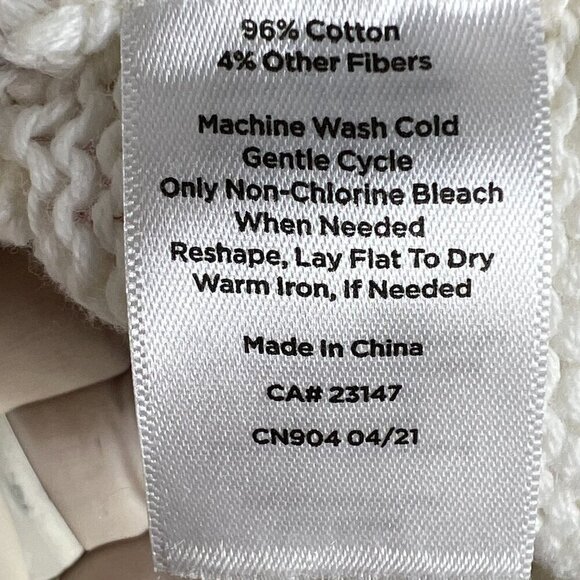 96% Cotton
4% Other Fibers
Machine Wash Cold
Gentle Cycle
Only Non-Chlorine Bleach
When Needed
Reshape, Lay Flat To Dry
Warm Iron, If Needed
Made In China
CA# 23147
CN904 04/21